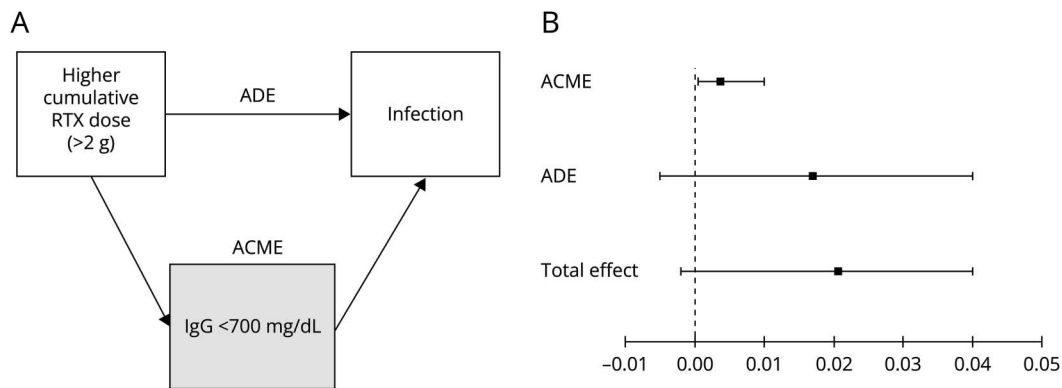 A
Higher
cumulative
RTX dose
(>2 g)
ADE
Infection
ACME
IgG <700 mg/dL
B
ACME
ADE
Total effect
–0.01 0.00 0.01 0.02 0.03 0.04 0.05